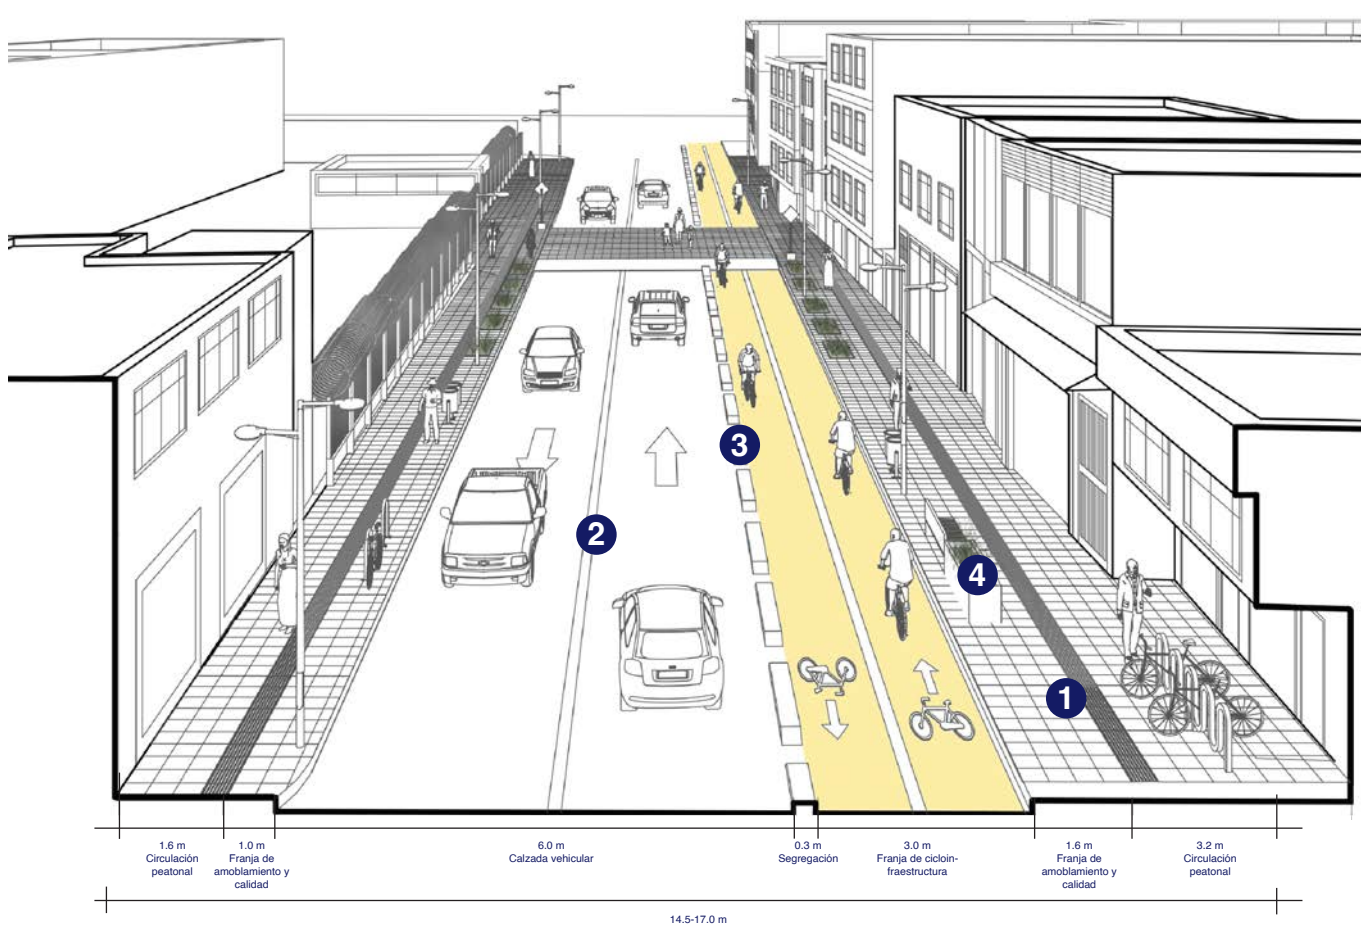 3
2
4
1
1.6 m
Circulación
peatonal
1.0 m
Franja de
amoblamiento y
calidad
6.0 m
Calzada vehicular
0.3 m
Segregación
3.0 m
Franja de cicloin-
fraestructura
1.6 m
Franja de
amoblamiento y
calidad
3.2 m
Circulación
peatonal
14.5-17.0 m